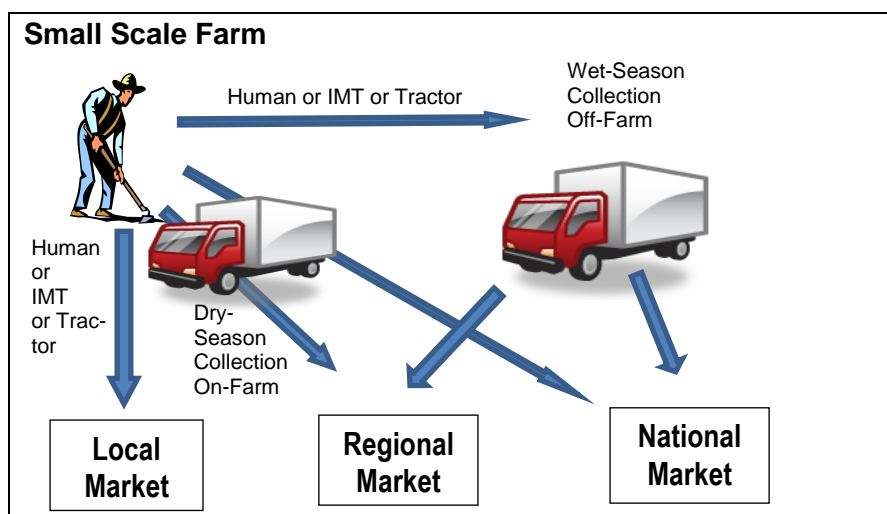 Small Scale Farm
Human or IMT or Tractor
Wet-Season
Collection
Off-Farm
Human
or
IMT
or Trac-
tor
Dry-
Season
Collection
On-Farm
Local
Market
Regional
Market
National
Market